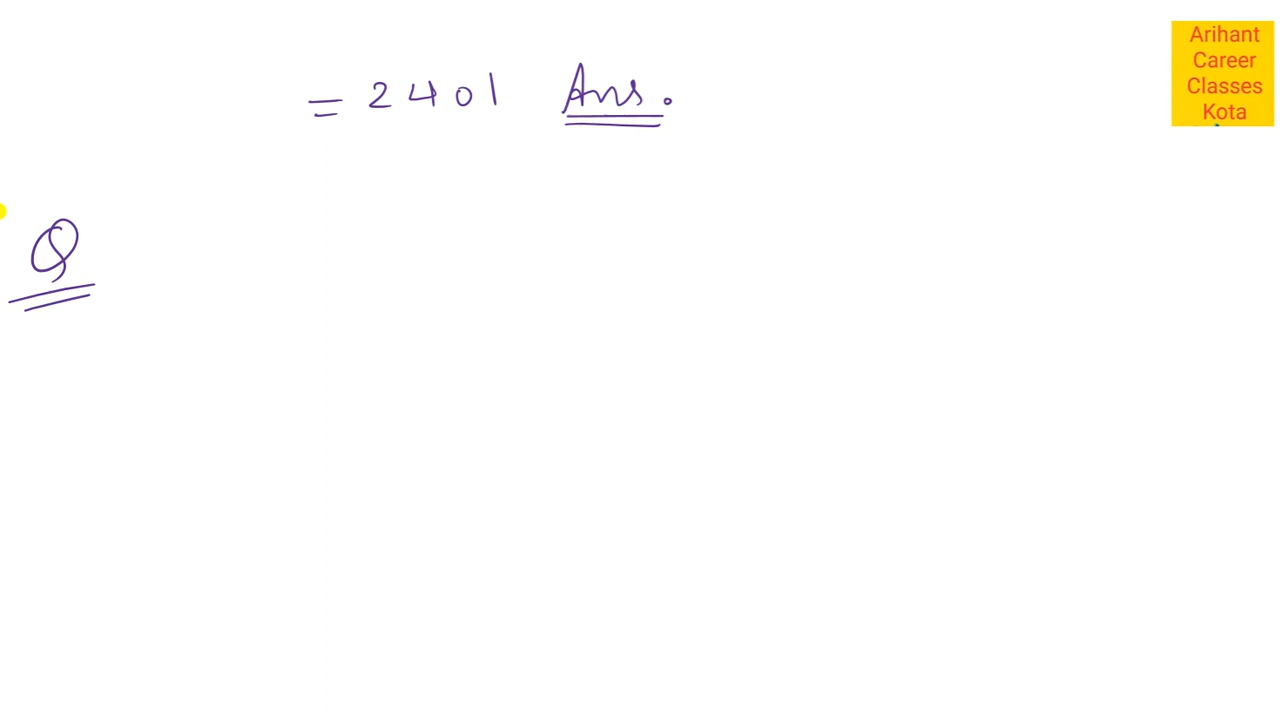 = 2401 Ans.
Arihant
Career
Classes
Kota
Q